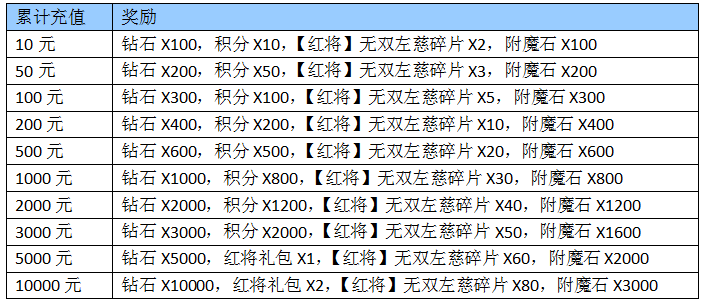 累计充值 奖励
10 元 钻石 X100，积分 X10，【红将】无双左慈碎片 X2，附魔石 X100
50 元 钻石 X200，积分 X50，【红将】无双左慈碎片 X3，附魔石 X200
100 元 钻石 X300，积分 X100，【红将】无双左慈碎片 X5，附魔石 X300
200 元 钻石 X400，积分 X200，【红将】无双左慈碎片 X10，附魔石 X400
500 元 钻石 X600，积分 X500，【红将】无双左慈碎片 X20，附魔石 X600
1000 元 钻石 X1000，积分 X800，【红将】无双左慈碎片 X30，附魔石 X800
2000 元 钻石 X2000，积分 X1200，【红将】无双左慈碎片 X40，附魔石 X1200
3000 元 钻石 X3000，积分 X2000，【红将】无双左慈碎片 X50，附魔石 X1600
5000 元 钻石 X5000，红将礼包 X1，【红将】无双左慈碎片 X60，附魔石 X2000
10000 元 钻石 X10000，红将礼包 X2，【红将】无双左慈碎片 X80，附魔石 X3000